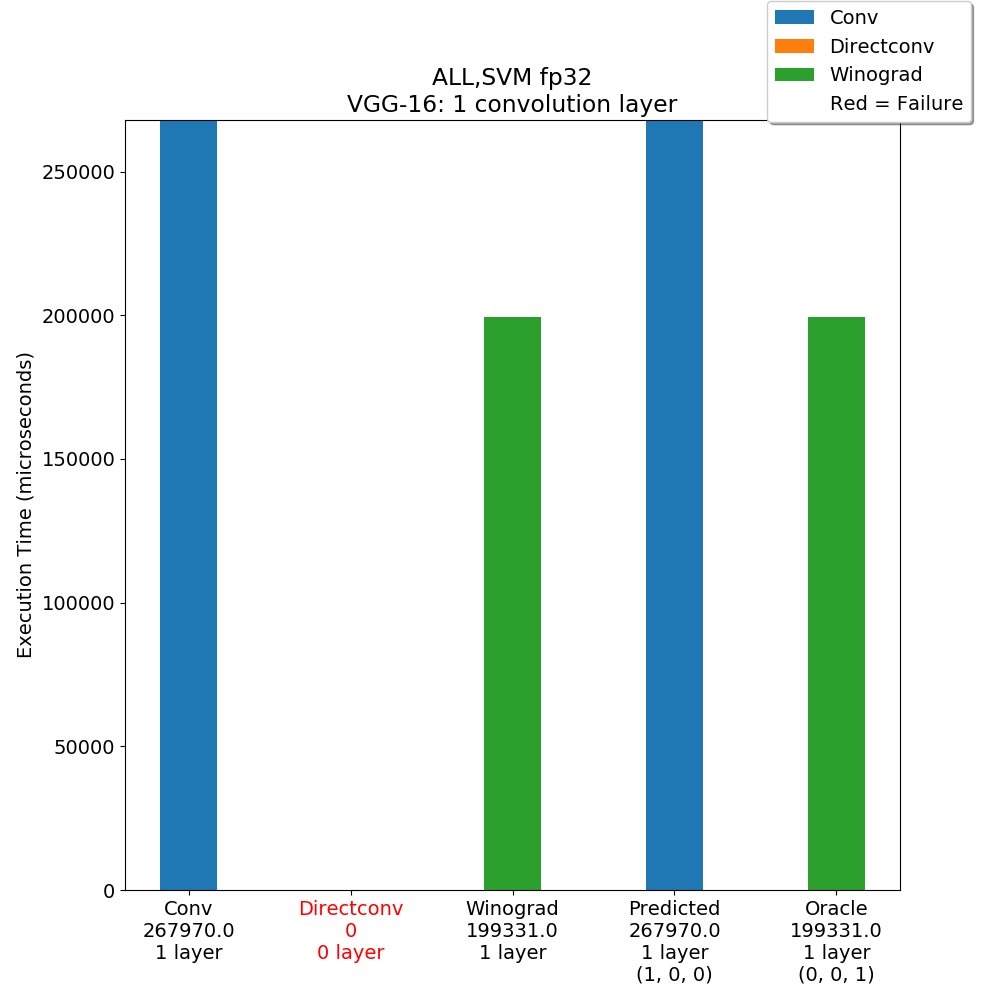 Conv
Directconv
Winograd
Red = Failure
ALL,SVM fp32
VGG-16: 1 convolution layer
Execution Time (microseconds)
250000
200000
150000
100000
50000
0
Conv
267970.0
1 layer
Directconv
0
0 layer
Winograd
199331.0
1 layer
Predicted
267970.0
1 layer
(1, 0, 0)
Oracle
199331.0
1 layer
(0, 0, 1)